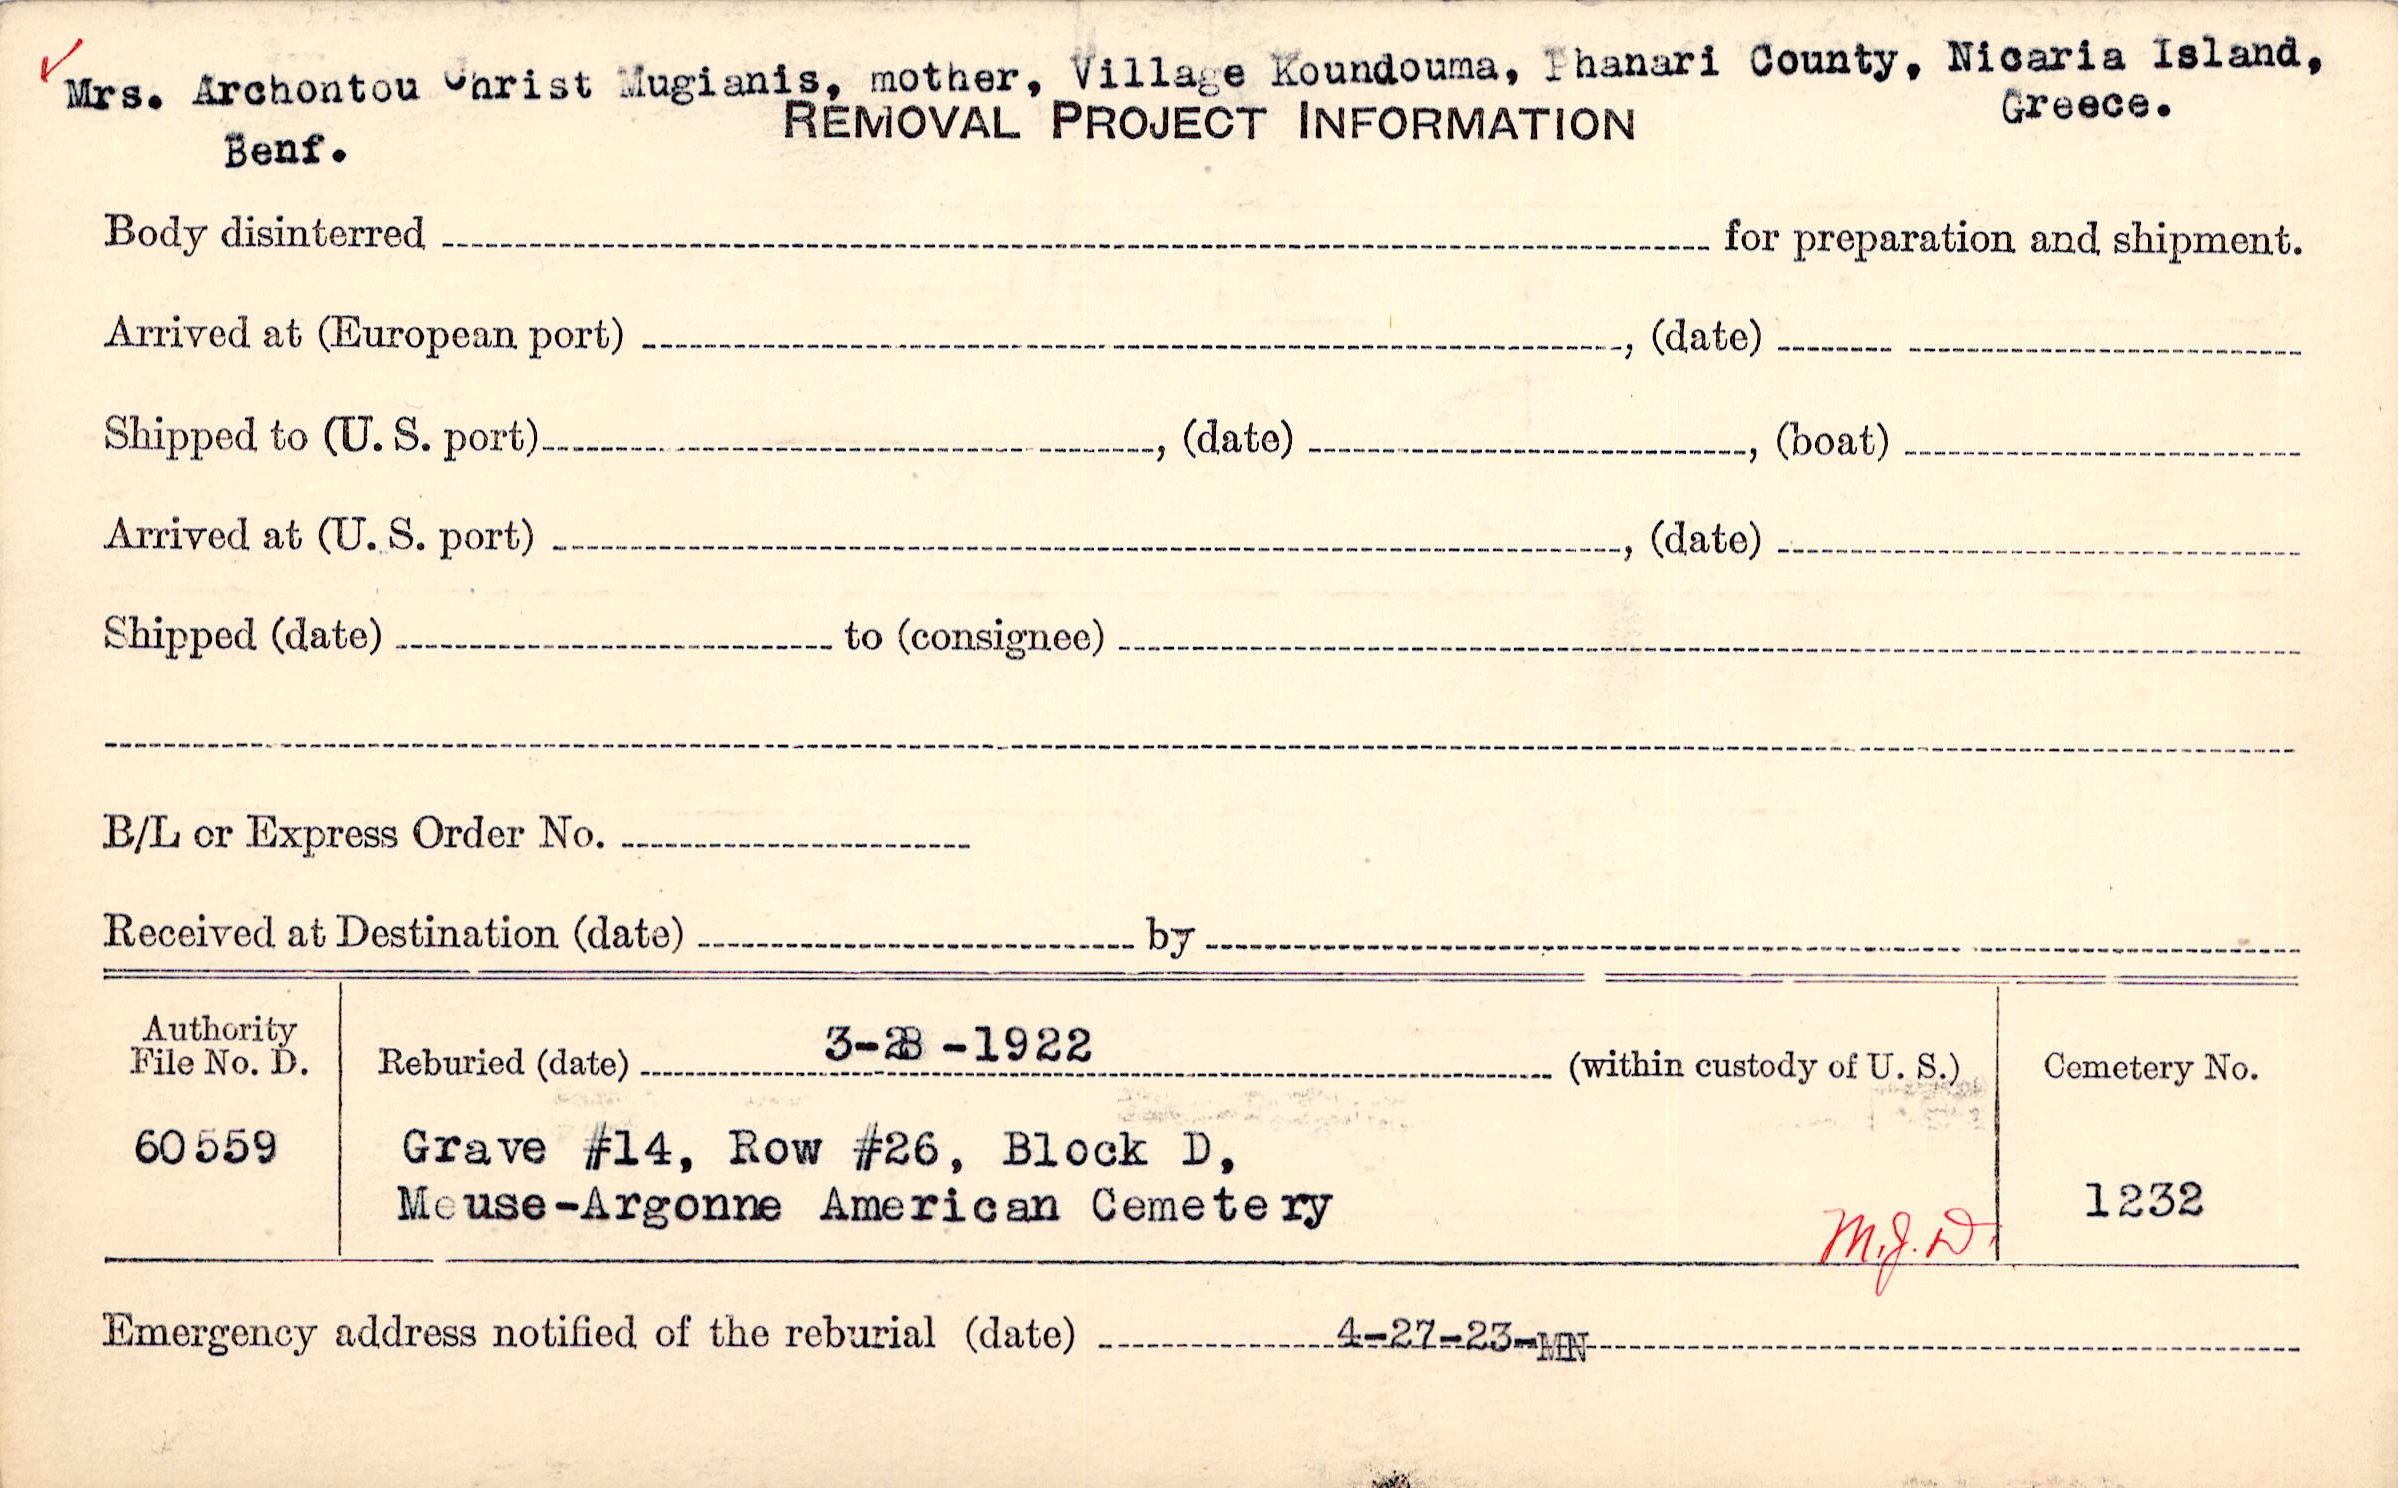 Mrs. Archontou Christ Mugianis, mother, Village Koundouma, Phanari County, Nicaria Island,
Greece.
Benf.
REMOVAL PROJECT INFORMATION
Body disinterred for preparation and shipment.
Arrived at (European port) , (date)
Shipped to (U. S. port) , (date) , (boat)
Arrived at (U. S. port) , (date)
Shipped (date) to (consignee)
B/L or Express Order No.
Received at Destination (date) by
Authority
File No. D.
60559
Reburied (date) 3- -1922 (within custody of U. S.)
Grave #14, Row #26, Block D,
Meuse-Argonne American Cemetery
M.J.D.
Cemetery No.
1232
Emergency address notified of the reburial (date) 4-27-23-MN